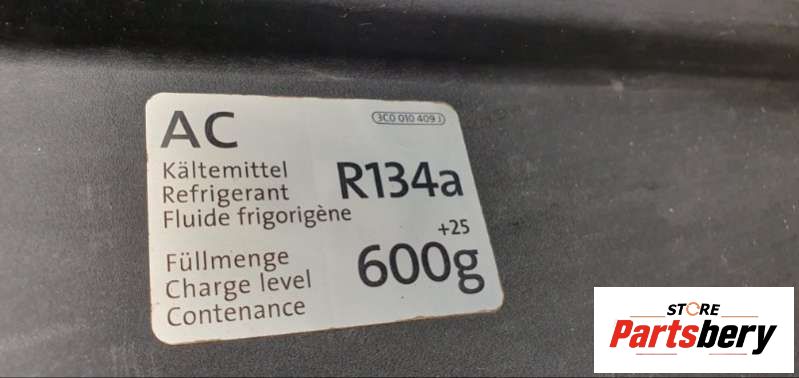 AC
3C0 010 409 J
Kältemittel
Refrigerant
Fluide frigorigène
R134a
Füllmenge
Charge level
Contenance
+25
600g
STORE
Partsbery